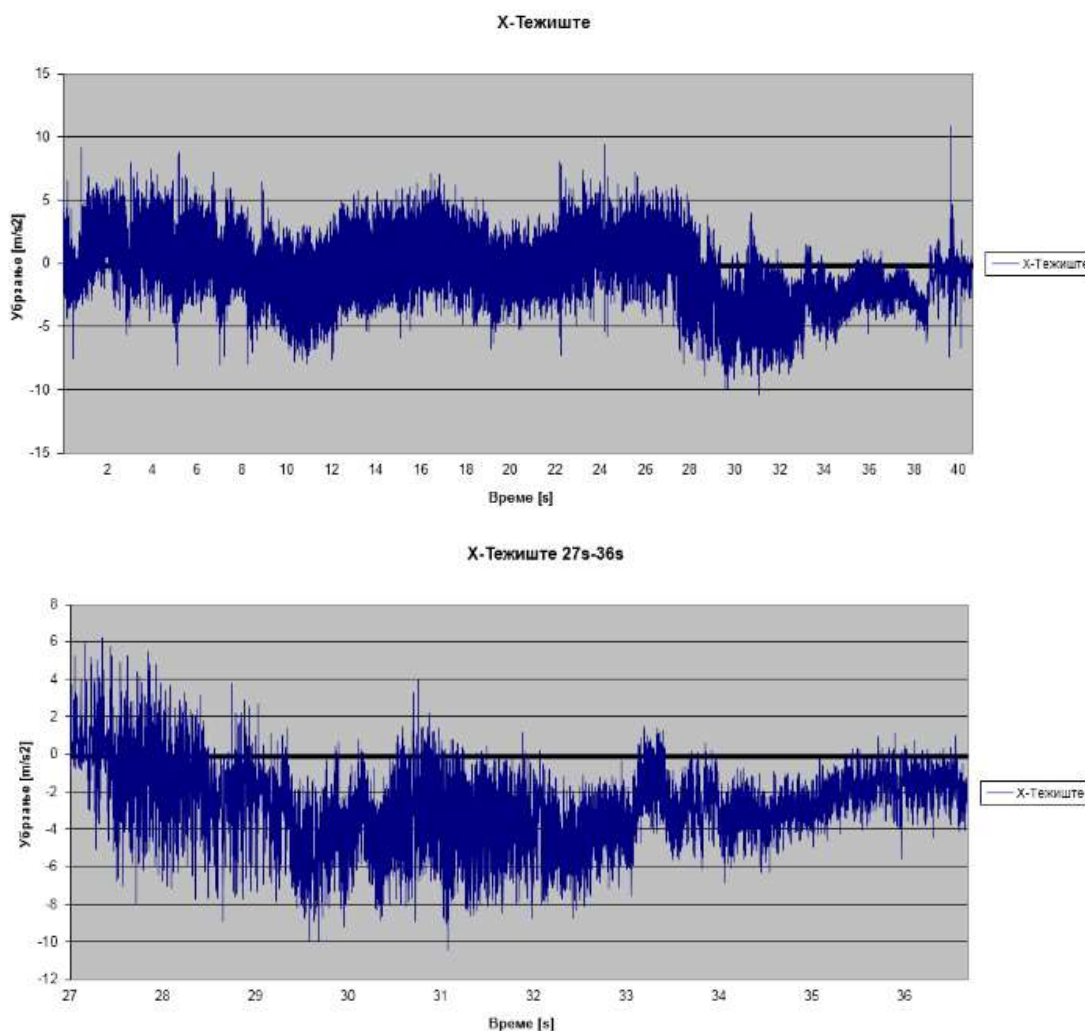 Х-Тежиште
15
10
5
0
-5
-10
-15
Убрзање [m/s2]
2 4 6 8 10 12 14 16 18 20 22 24 26 28 30 32 34 36 38 40
Време [s]
Х-Тежиште
Х-Тежиште 27s-36s
8
6
4
2
0
-2
-4
-6
-8
-10
-12
Убрзање [m/s2]
27 28 29 30 31 32 33 34 35 36
Време [s]
Х-Тежиште